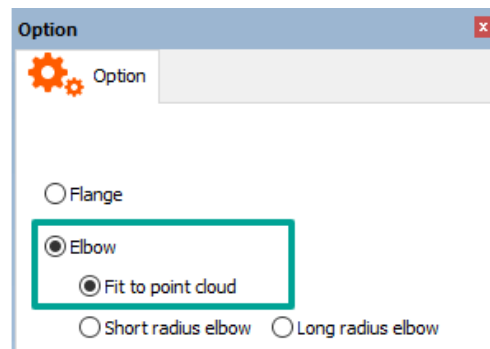 Option
Option
Flange
Elbow
Fit to point cloud
Short radius elbow Long radius elbow